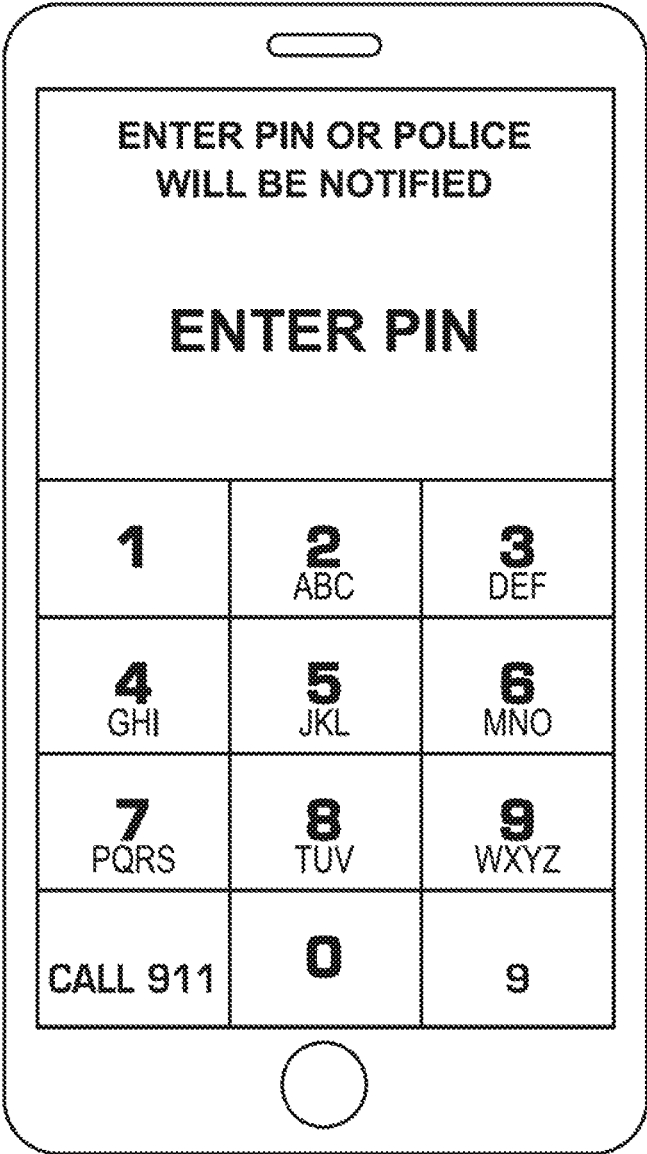 ENTER PIN OR POLICE
WILL BE NOTIFIED
ENTER PIN
1
2
ABC
3
DEF
4
GHI
5
JKL
6
MNO
7
PQRS
8
TUV
9
WXYZ
CALL 911
0
9